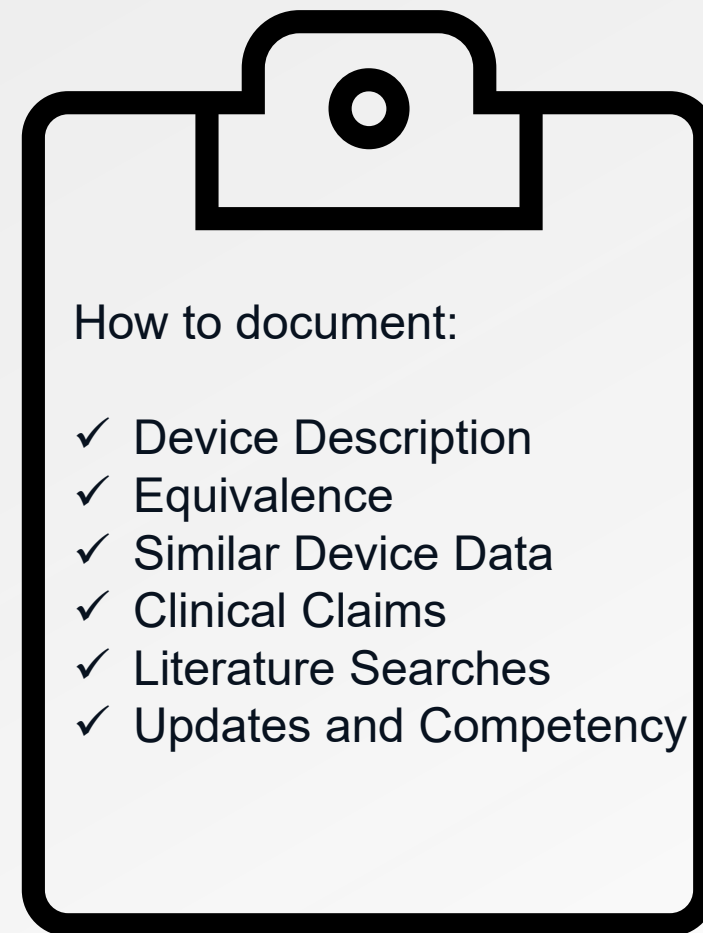 How to document:
✓ Device Description
✓ Equivalence
✓ Similar Device Data
✓ Clinical Claims
✓ Literature Searches
✓ Updates and Competency